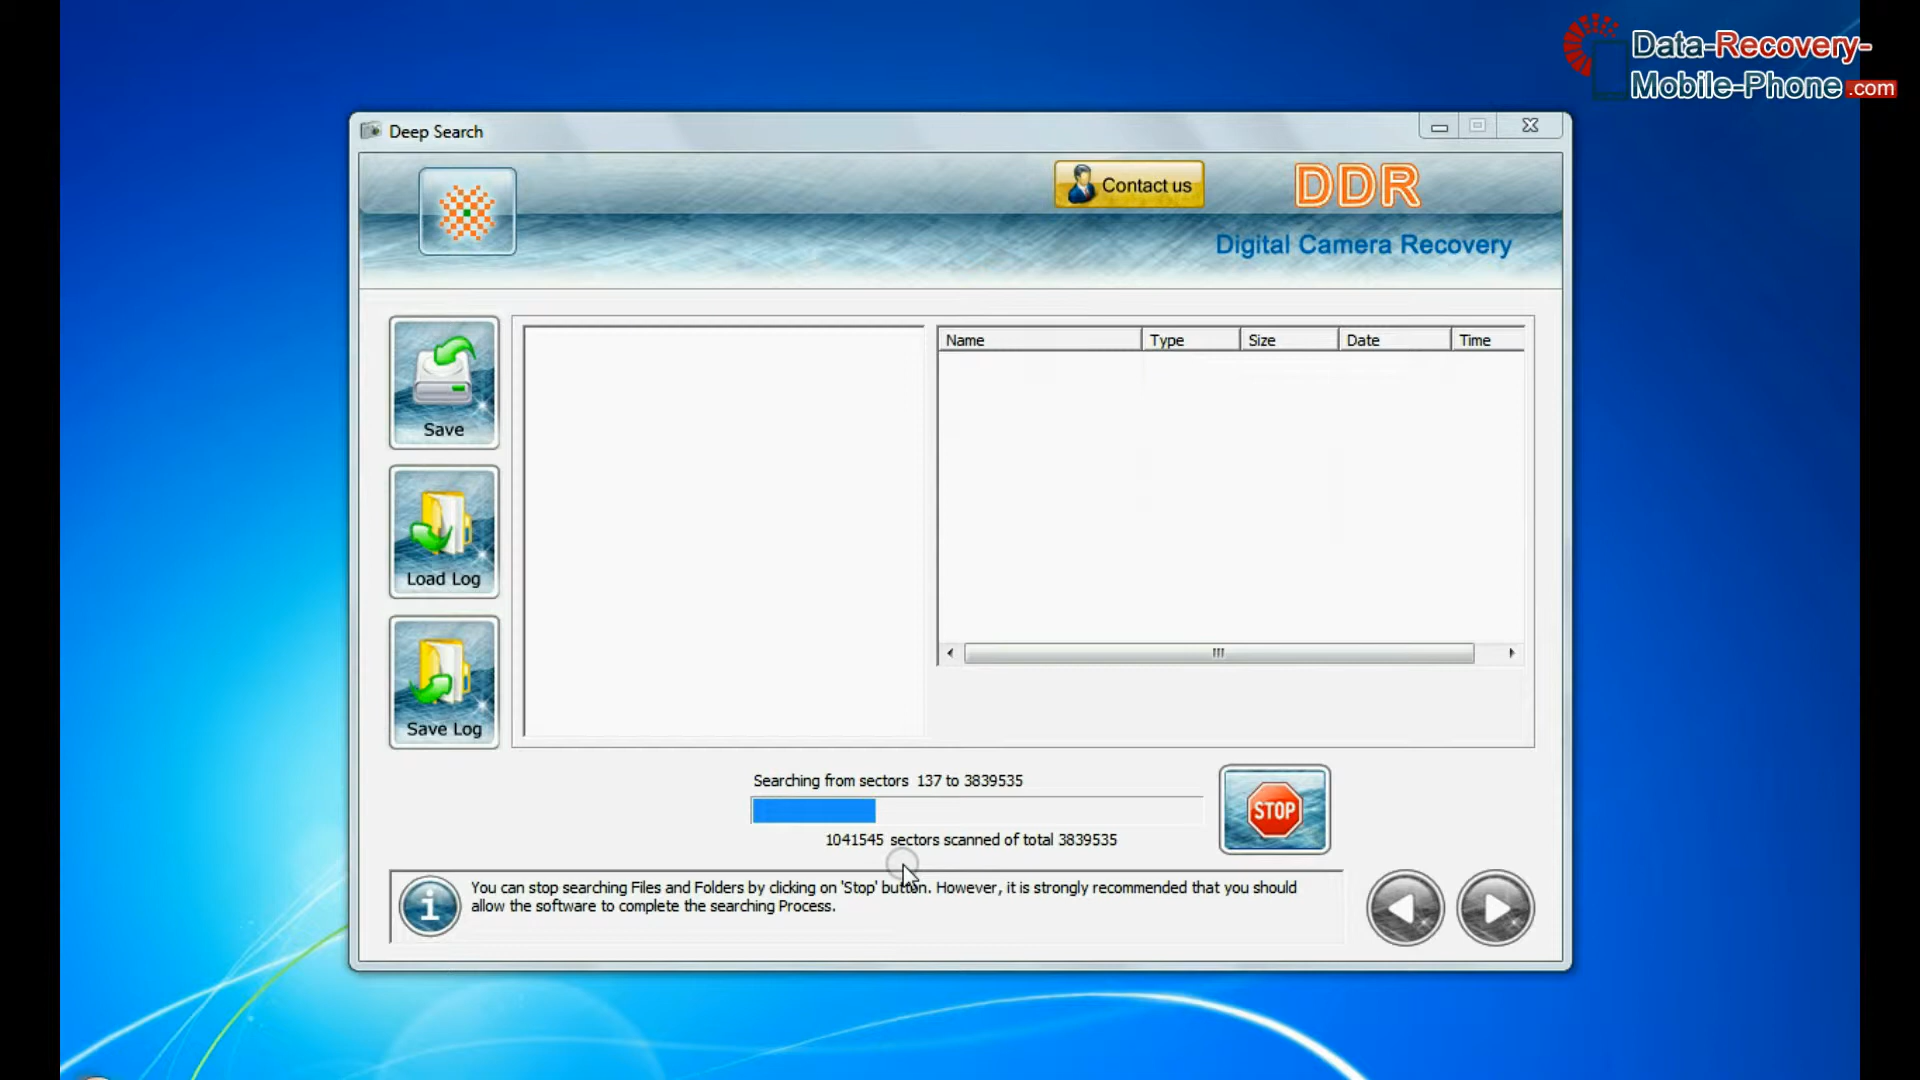 Data-Recovery-
Mobile-Phone.com
Deep Search
Contact us
DDR
Digital Camera Recovery
Save
Load Log
Save Log
Name Type Size Date Time
Searching from sectors 137 to 3839535
1041545 sectors scanned of total 3839535
STOP
You can stop searching Files and Folders by clicking on 'Stop' button. However, it is strongly recommended that you should
allow the software to complete the searching Process.